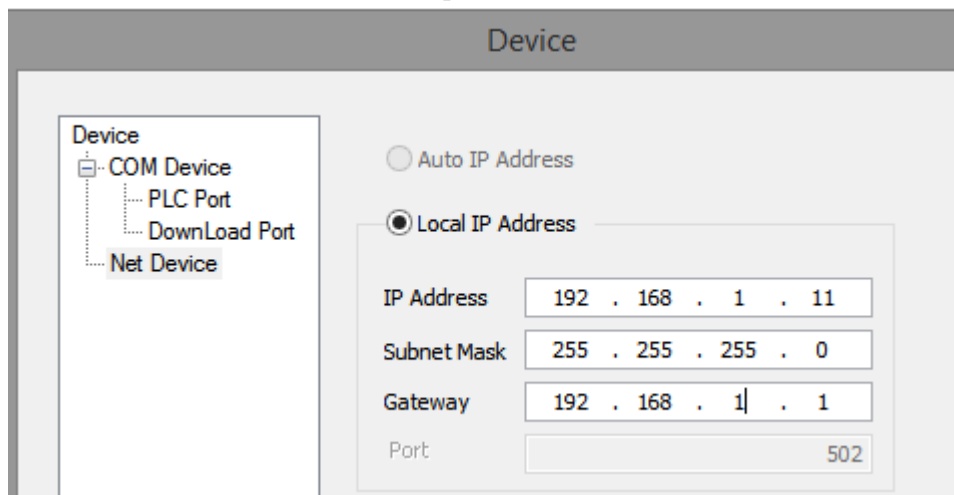 Device
Device
COM Device
PLC Port
DownLoad Port
Net Device
Auto IP Address
Local IP Address
IP Address 192 . 168 . 1 . 11
Subnet Mask 255 . 255 . 255 . 0
Gateway 192 . 168 . 1 . 1
Port 502